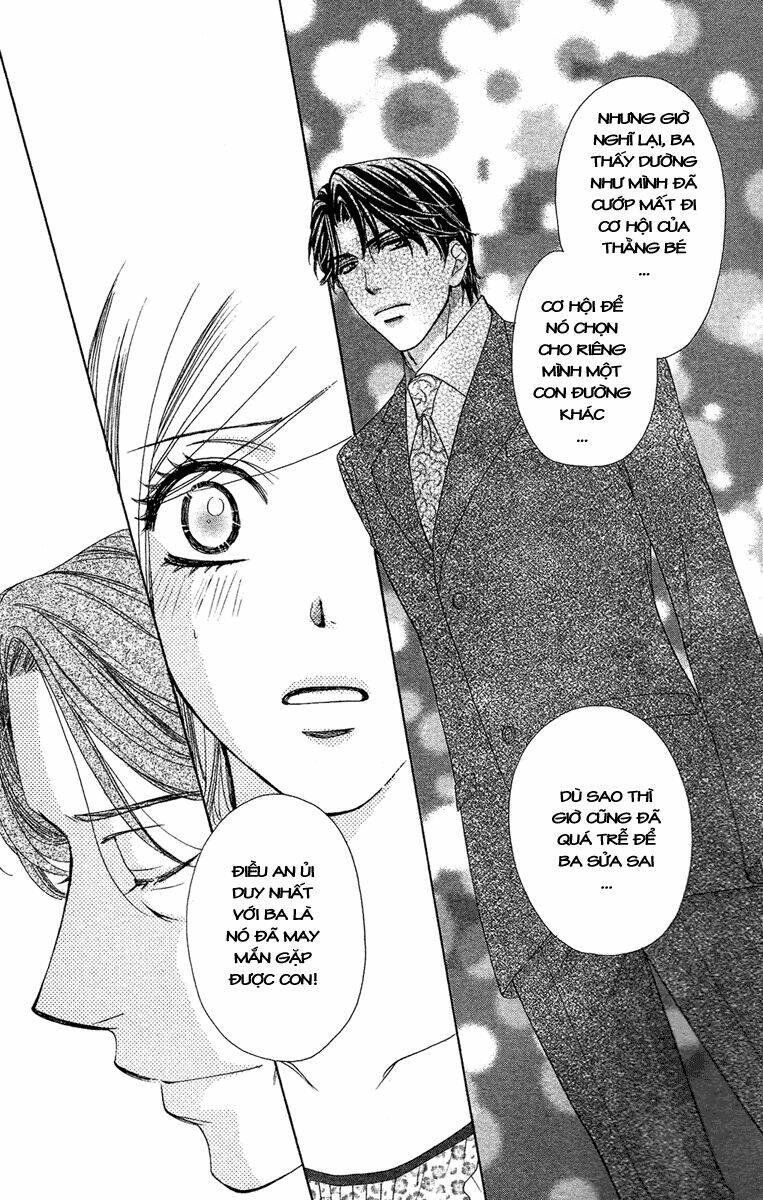 NHƯNG GIỜ
NGHĨ LẠI, BA
THẤY DƯỜNG
NHƯ MÌNH ĐÃ
CƯỚP MẤT ĐI
CƠ HỘI CỦA
THẰNG BÉ
...
CƠ HỘI ĐỂ
NÓ CHỌN
CHO RIÊNG
MÌNH MỘT
CON ĐƯỜNG
KHÁC
...
DÙ SAO THÌ
GIỜ CŨNG ĐÃ
QUÁ TRỄ ĐỂ
BA SỬA SAI
...
ĐIỀU AN ỦI
DUY NHẤT
VỚI BA LÀ
NÓ ĐÃ MAY
MẮN GẶP
ĐƯỢC CON!